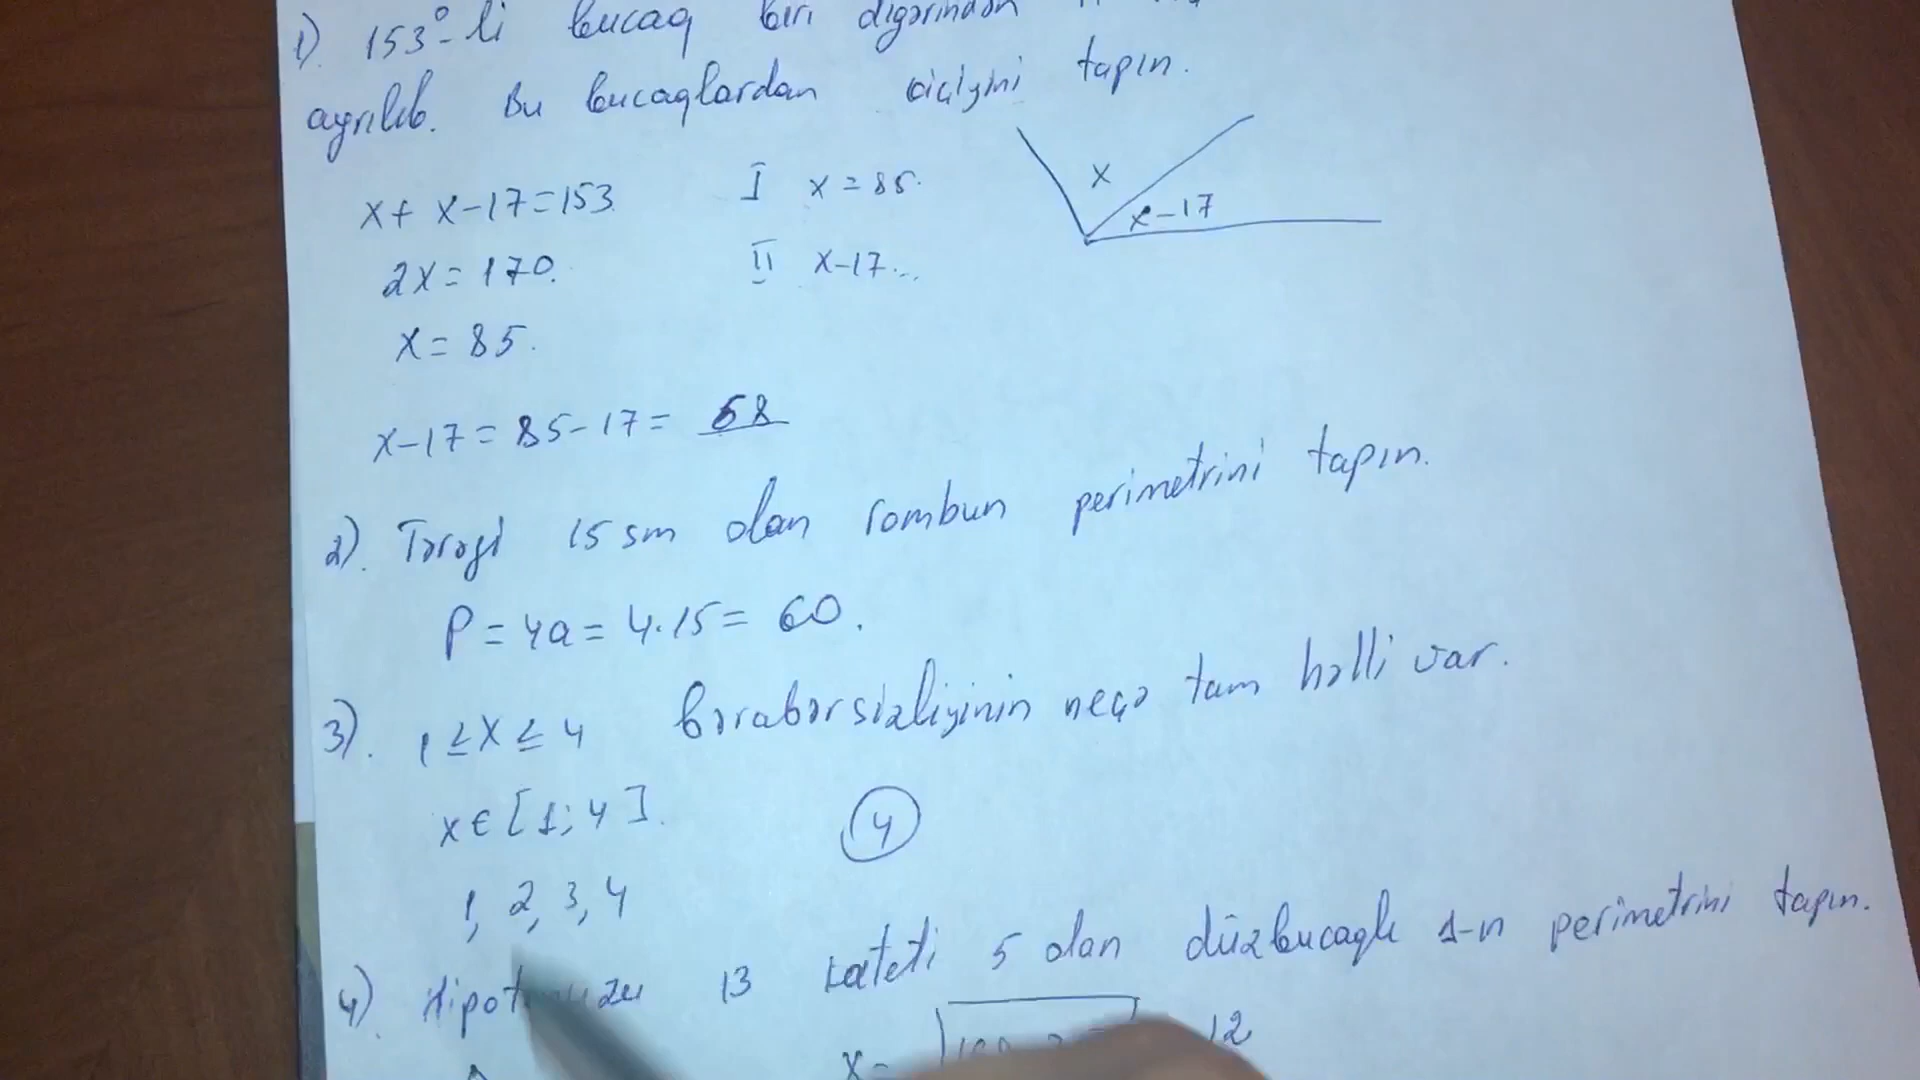 1) 153°-li bucaq biri digərindən
ayrılıb. Bu bucaqlardan kiçiyini tapın.
x+ x-17=153
I x=85.
x
x-17
2x=170.
II x-17...
x=85.
x-17=85-17= 68
2). Tərəfi 15 sm olan rombun perimetrini tapın.
P=4a=4·15= 60.
3). 1≤x≤4 bərabərsizliyinin neçə tam həlli var.
x∈[1;4].
4
1, 2, 3, 4
4). 13 kateti 5 olan düzbucaqlı Δ-n perimetrini tapın.
x= 12